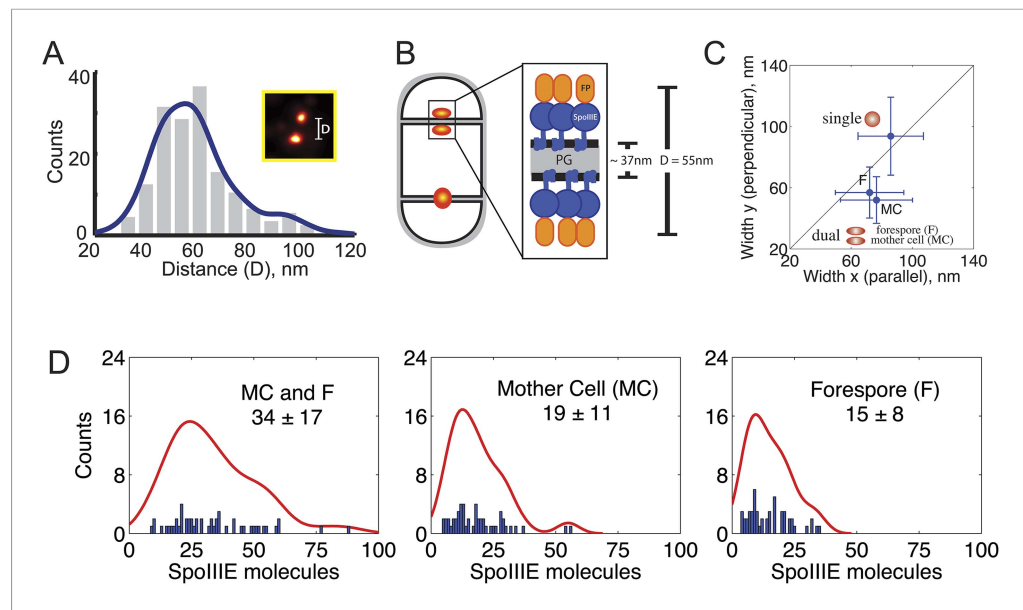 A
40
20
0
Counts
20 40 60 80 100 120
Distance (D), nm
D
B
FP
SpoIIIE
PG
~ 37nm
D = 55nm
C
140
100
60
20
Width y (perpendicular), nm
single
F
MC
dual
forespore (F)
mother cell (MC)
20 60 100 140
Width x (parallel), nm
D
24
16
8
0
Counts
MC and F
34 ± 17
0 25 50 75 100
SpoIIIE molecules
24
16
8
0
Mother Cell (MC)
19 ± 11
0 25 50 75 100
SpoIIIE molecules
24
16
8
0
Forespore (F)
15 ± 8
0 25 50 75 100
SpoIIIE molecules